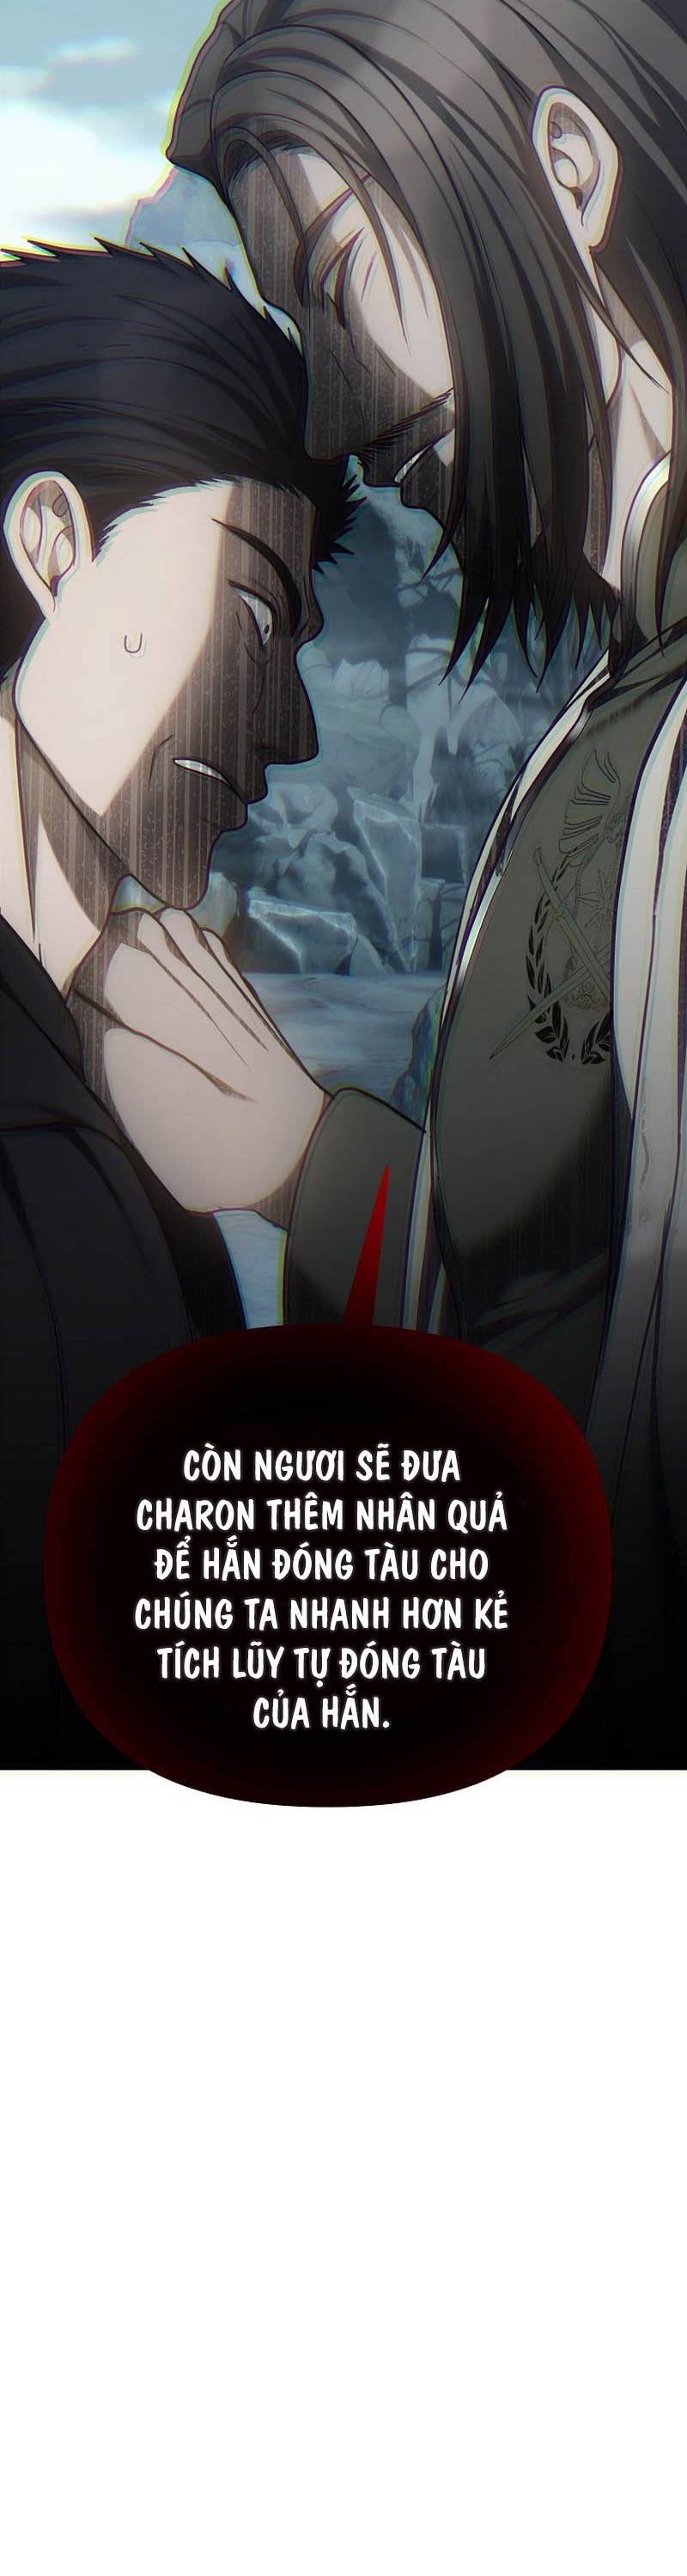 CÒN NGƯƠI SẼ ĐƯA
CHARON THÊM NHÂN QUẢ
ĐỂ HẮN ĐÓNG TÀU CHO
CHÚNG TA NHANH HƠN KẺ
TÍCH LŨY TỰ ĐÓNG TÀU
CỦA HẮN.